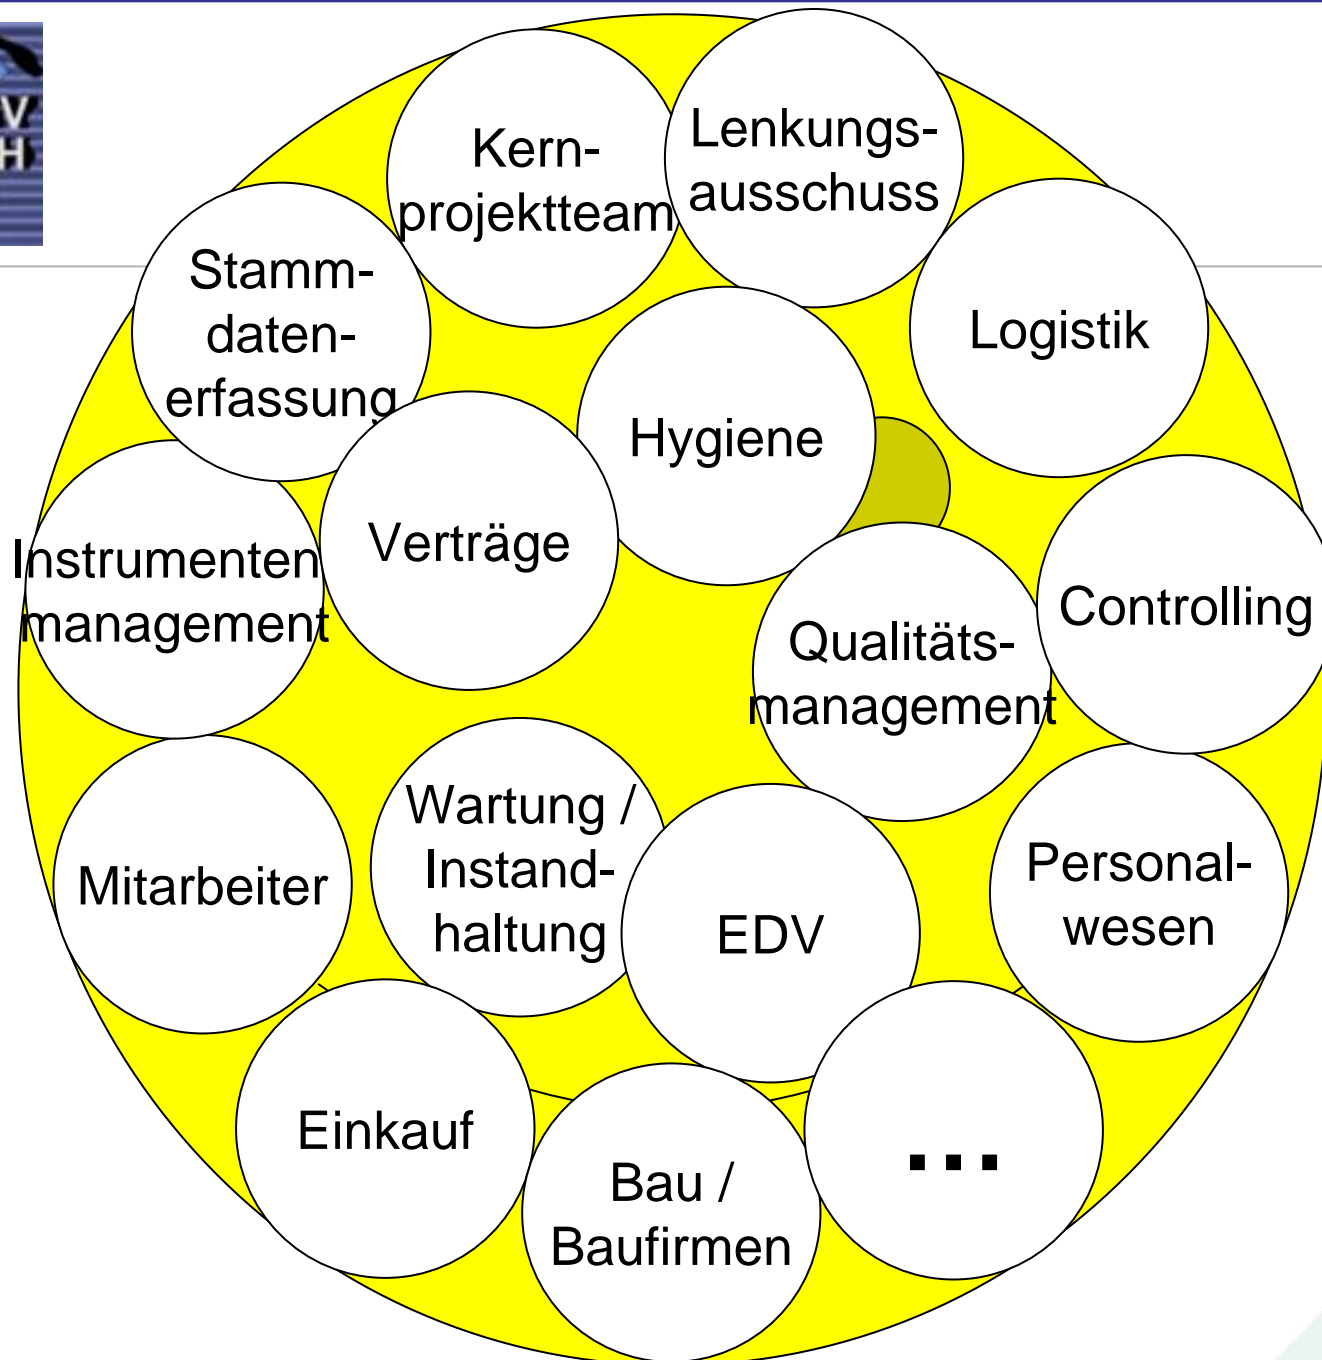 V
H
Kern-
projektteam
Lenkungs-
ausschuss
Stamm-
daten-
erfassung
Logistik
Hygiene
Verträge
Instrumenten
management
Controlling
Qualitäts-
management
Wartung /
Instand-
haltung
Mitarbeiter
EDV
Personal-
wesen
Einkauf
...
Bau /
Baufirmen